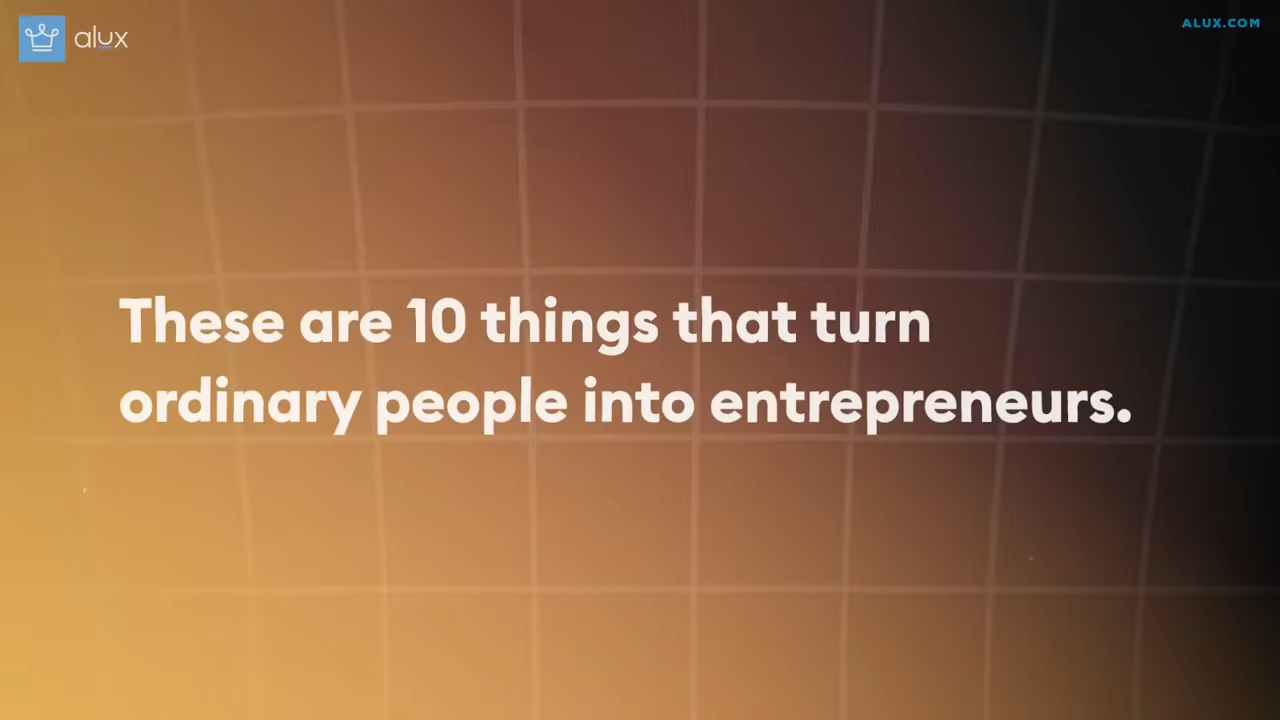 alux
ALUX.COM
These are 10 things that turn
ordinary people into entrepreneurs.